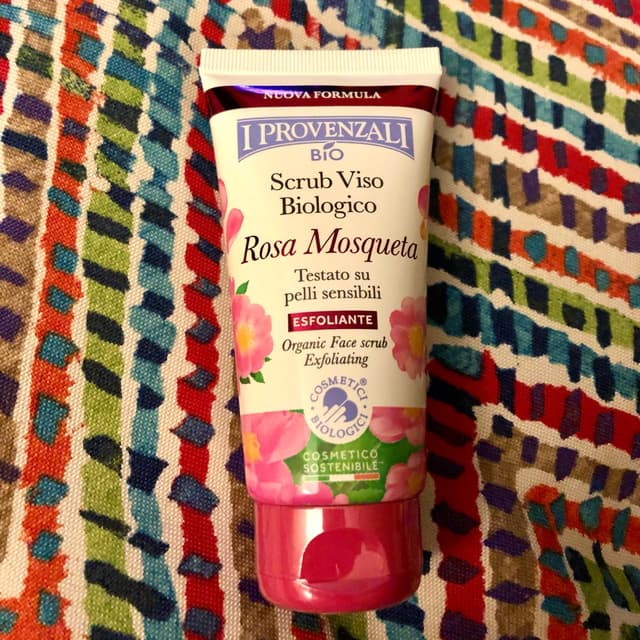 NUOVA FORMULA
I PROVENZALI
BIO
Scrub Viso
Biologico
Rosa Mosqueta
Testato su
pelli sensibili
ESFOLIANTE
Organic Face scrub
Exfoliating
COSMETICI®
BIOLOGICI
COSMETICO
SOSTENIBILE™